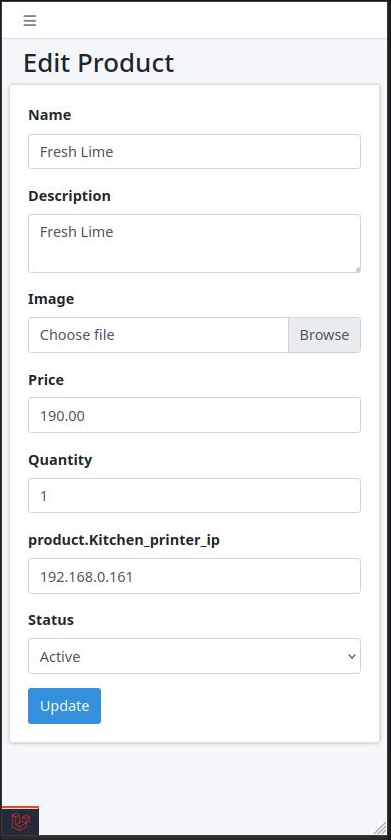 Edit Product
Name
Fresh Lime
Description
Fresh Lime
Image
Choose file
Browse
Price
190.00
Quantity
1
product.Kitchen_printer_ip
192.168.0.161
Status
Active
Update